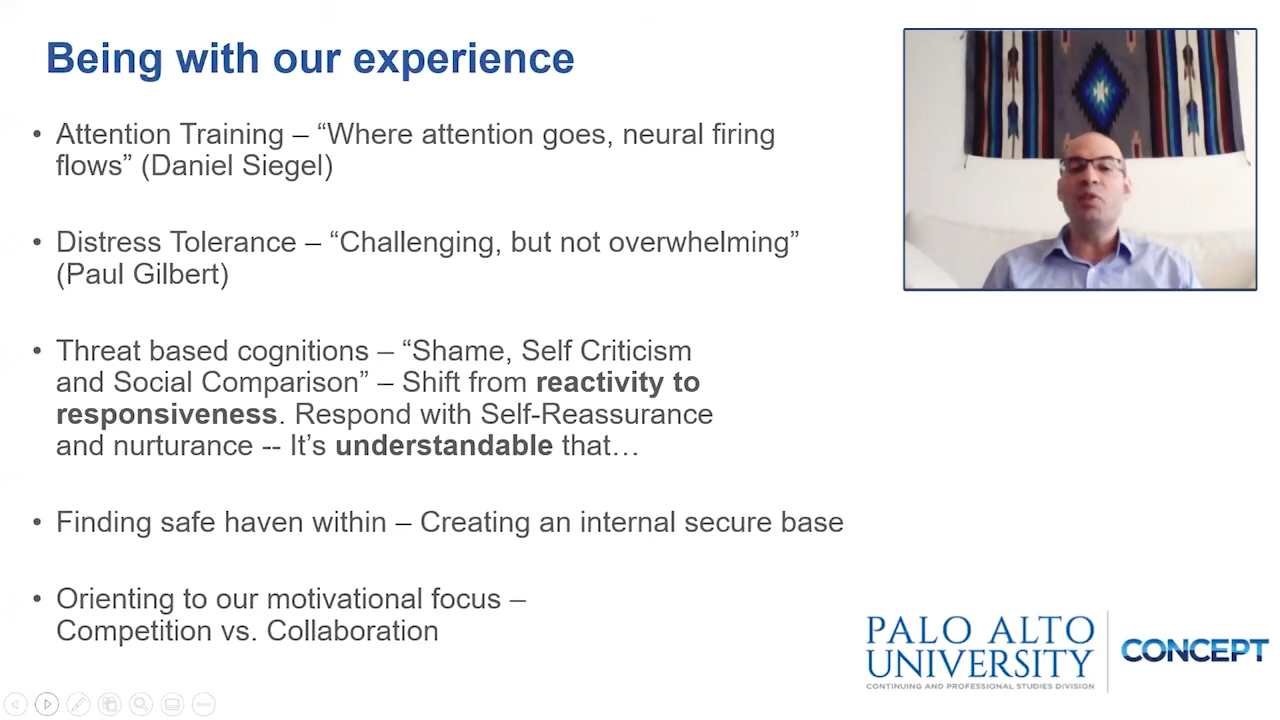 Being with our experience
• Attention Training – “Where attention goes, neural firing
flows” (Daniel Siegel)
• Distress Tolerance – “Challenging, but not overwhelming”
(Paul Gilbert)
• Threat based cognitions – “Shame, Self Criticism
and Social Comparison” – Shift from reactivity to
responsiveness. Respond with Self-Reassurance
and nurturance -- It’s understandable that…
• Finding safe haven within – Creating an internal secure base
• Orienting to our motivational focus –
Competition vs. Collaboration
PALO ALTO
UNIVERSITY
CONTINUING AND PROFESSIONAL STUDIES DIVISION
CONCEPT